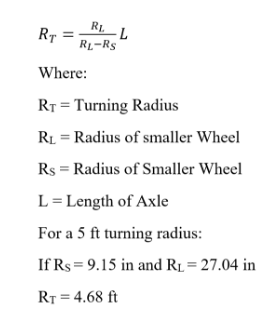 R_T = R_L / (R_L−R_S) L
Where:
R_T = Turning Radius
R_L = Radius of smaller Wheel
R_S = Radius of Smaller Wheel
L = Length of Axle
For a 5 ft turning radius:
If R_S = 9.15 in and R_L = 27.04 in
R_T = 4.68 ft